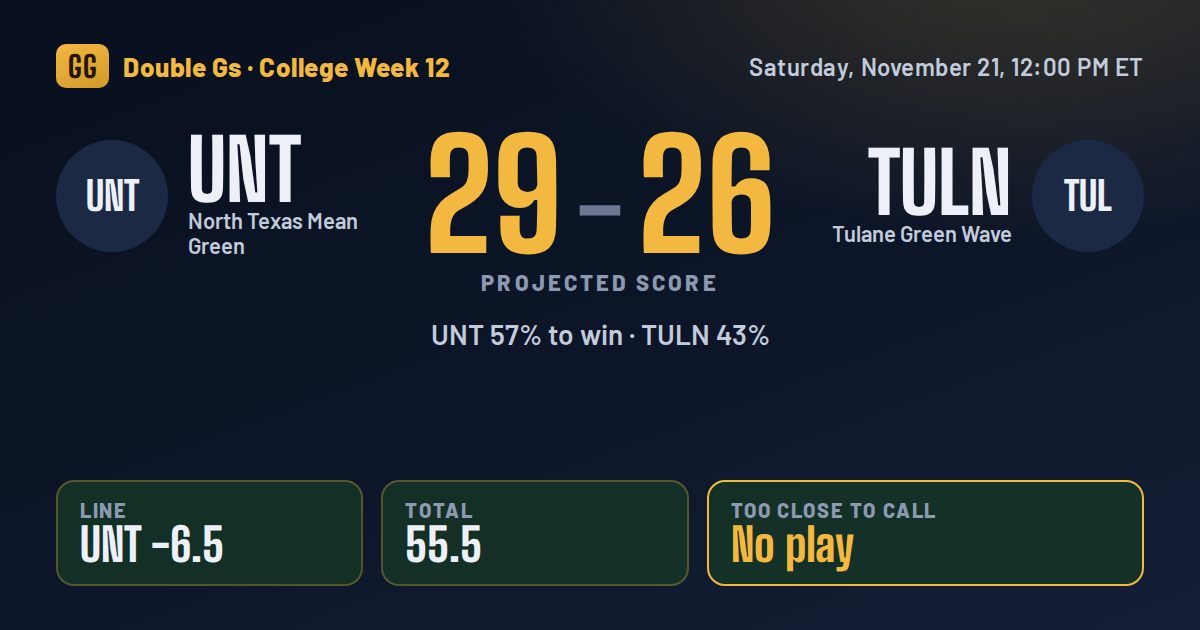 GG
Double Gs · College Week 12
Saturday, November 21, 12:00 PM ET
UNT
UNT
North Texas Mean
Green
29 – 26
PROJECTED SCORE
UNT 57% to win · TULN 43%
TULN
Tulane Green Wave
TUL
LINE
UNT -6.5
TOTAL
55.5
TOO CLOSE TO CALL
No play